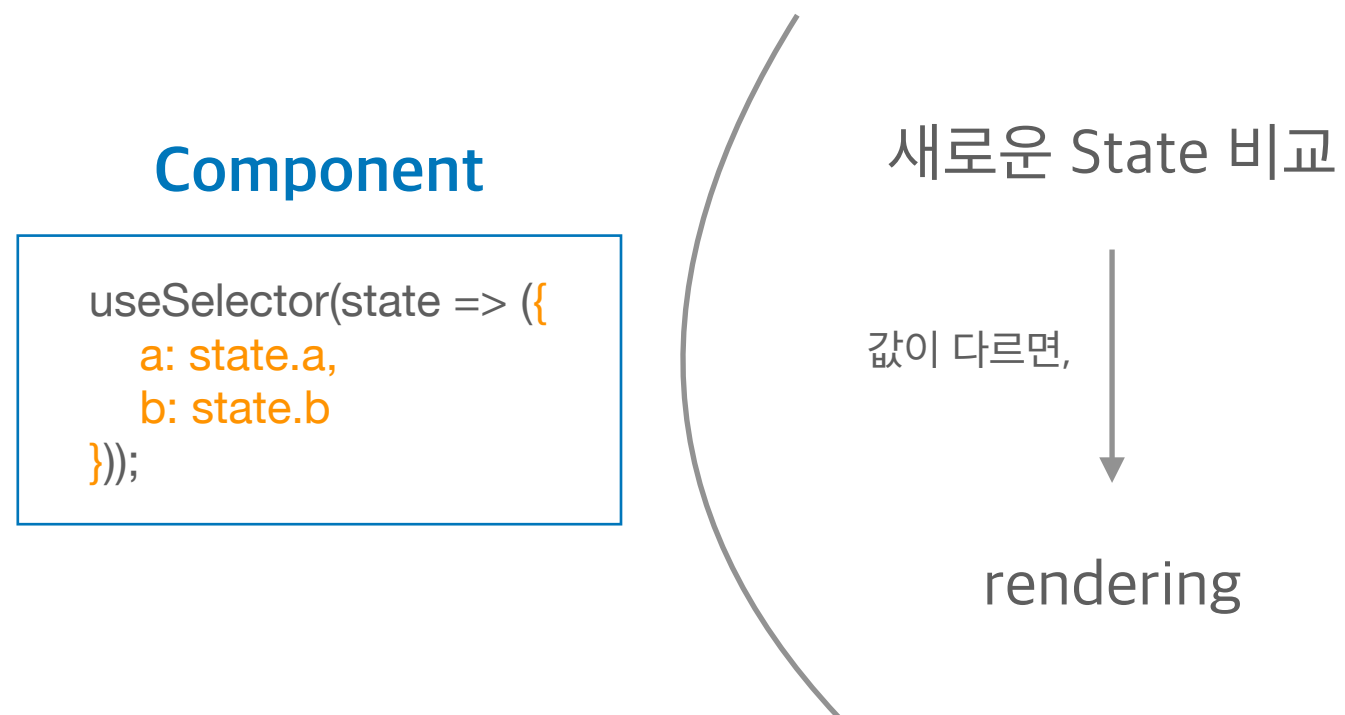 Component
useSelector(state => ({
a: state.a,
b: state.b
}));
새로운 State 비교
값이 다르면,
rendering